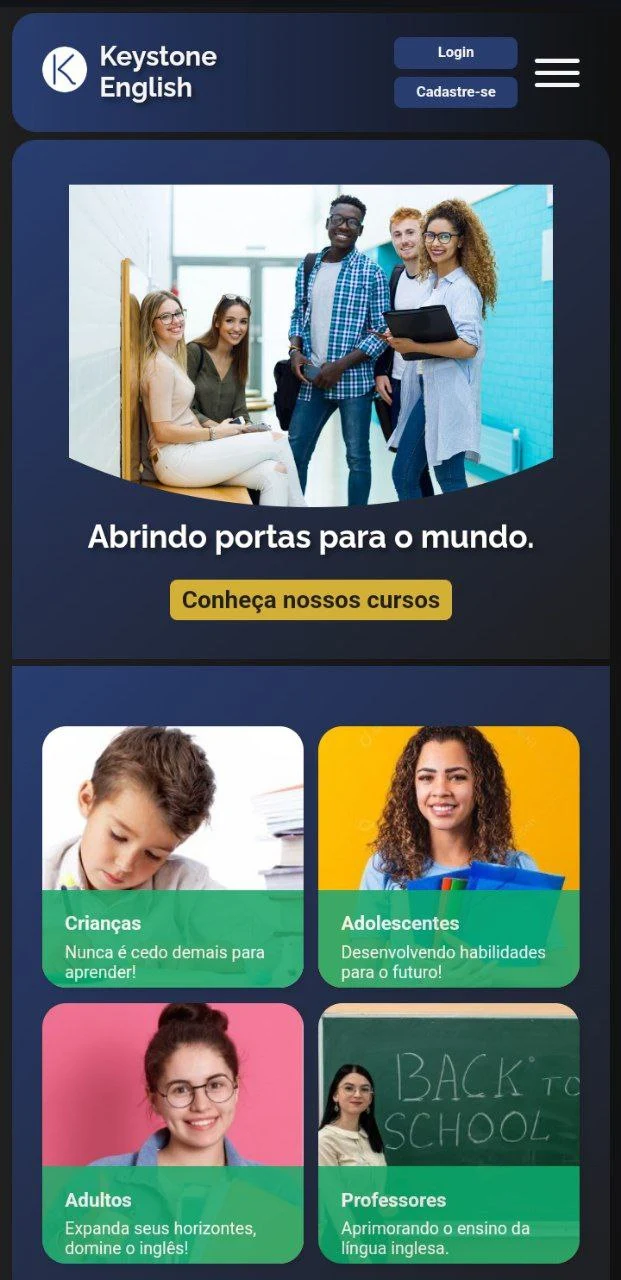 Keystone
English
Login
Cadastre-se
Abrindo portas para o mundo.
Conheça nossos cursos
Crianças
Nunca é cedo demais para
aprender!
Adolescentes
Desenvolvendo habilidades
para o futuro!
BACK TO
SCHOOL
Adultos
Expanda seus horizontes,
domine o inglês!
Professores
Aprimorando o ensino da
língua inglesa.